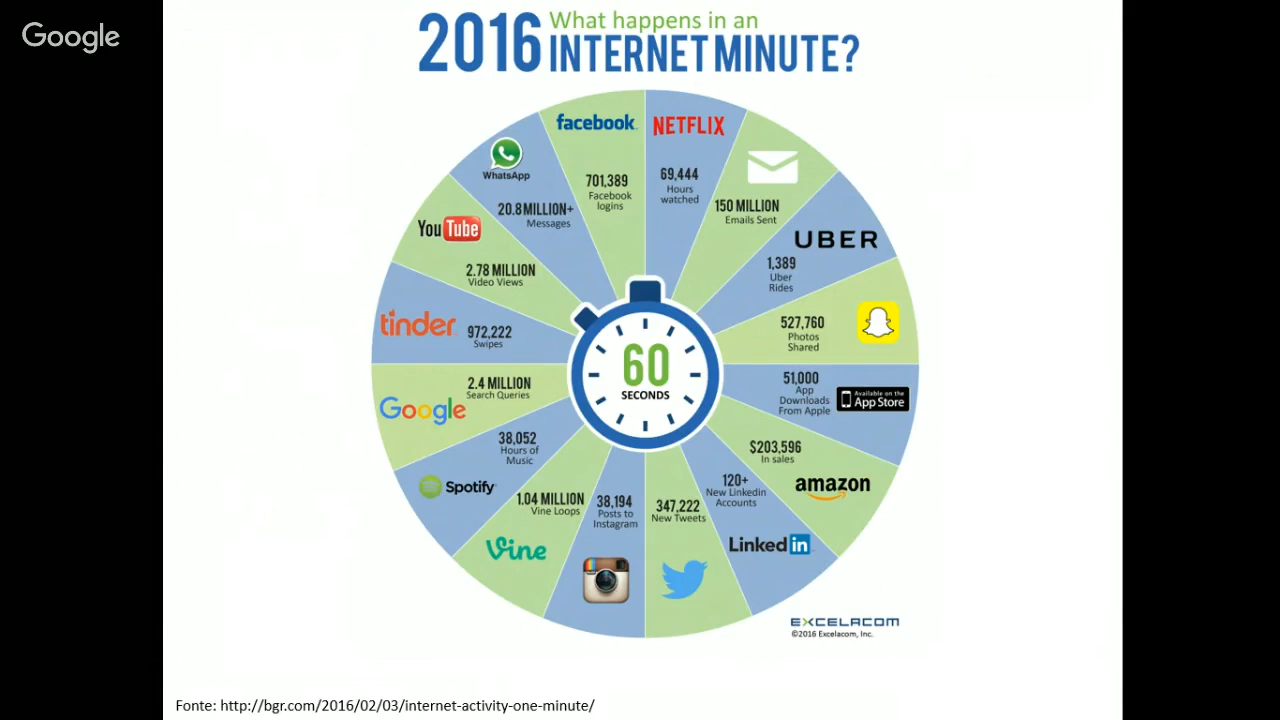 Google
2016 What happens in an
INTERNET MINUTE?
facebook
701,389
Facebook
logins
NETFLIX
69,444
Hours
watched
150 MILLION
Emails Sent
UBER
1,389
Uber
Rides
527,760
Photos
Shared
51,000
App
Downloads
From Apple
Available on the
App Store
$203,596
In sales
amazon
120+
New Linkedin
Accounts
Linked in
347,222
New Tweets
38,194
Posts to
Instagram
1.04 MILLION
Vine Loops
Vine
38,052
Hours of
Music
Spotify
2.4 MILLION
Search Queries
Google
tinder
972,222
Swipes
YouTube
2.78 MILLION
Video Views
WhatsApp
20.8 MILLION+
Messages
60
SECONDS
EXCELACOM
©2016 Excelacom, Inc.
Fonte: http://bgr.com/2016/02/03/internet-activity-one-minute/